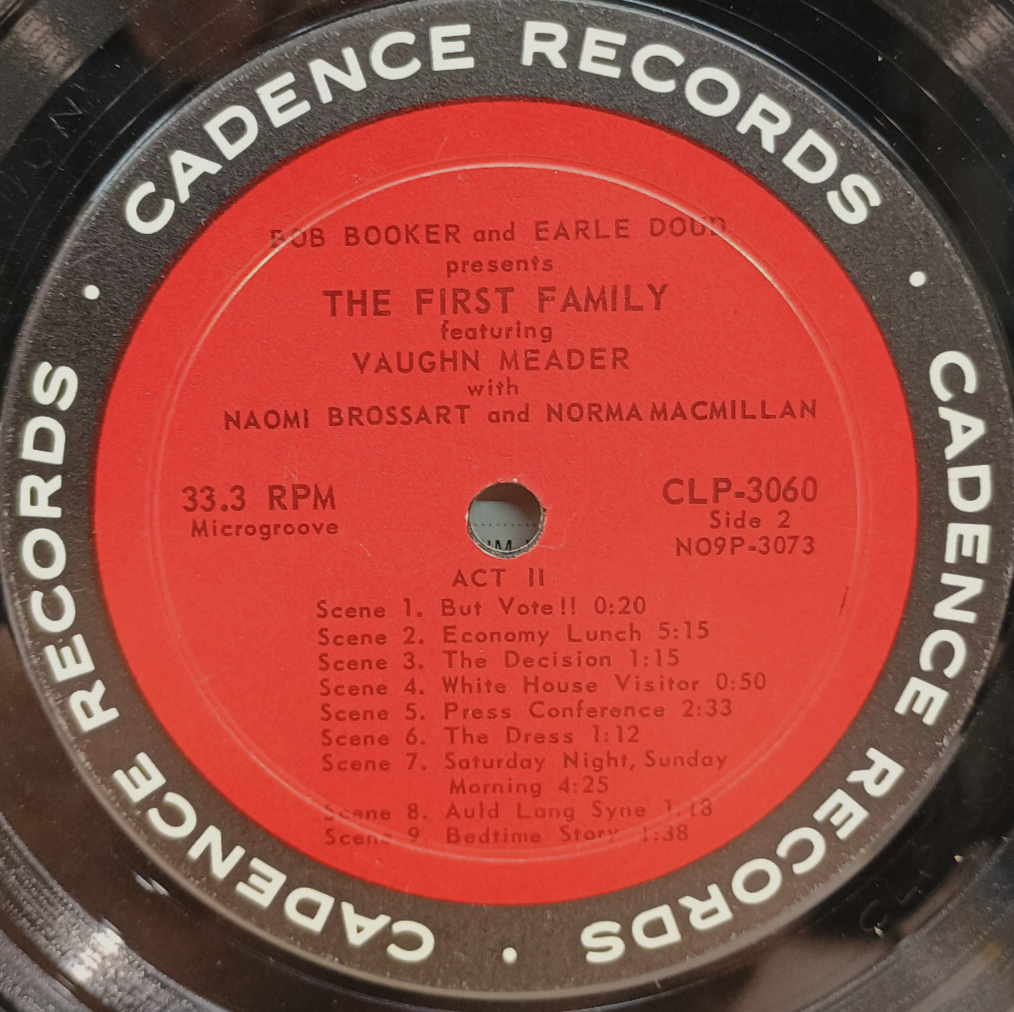 CADENCE RECORDS
CADENCE RECORDS
CADENCE RECORDS
BOB BOOKER and EARLE DOUD
presents
THE FIRST FAMILY
featuring
VAUGHN MEADER
with
NAOMI BROSSART and NORMA MACMILLAN
33.3 RPM
Microgroove
CLP-3060
Side 2
NO9P-3073
ACT II
Scene 1. But Vote!! 0:20
Scene 2. Economy Lunch 5:15
Scene 3. The Decision 1:15
Scene 4. White House Visitor 0:50
Scene 5. Press Conference 2:33
Scene 6. The Dress 1:12
Scene 7. Saturday Night, Sunday
Morning 4:25
Scene 8. Auld Lang Syne 1:18
Scene 9. Bedtime Story 1:38